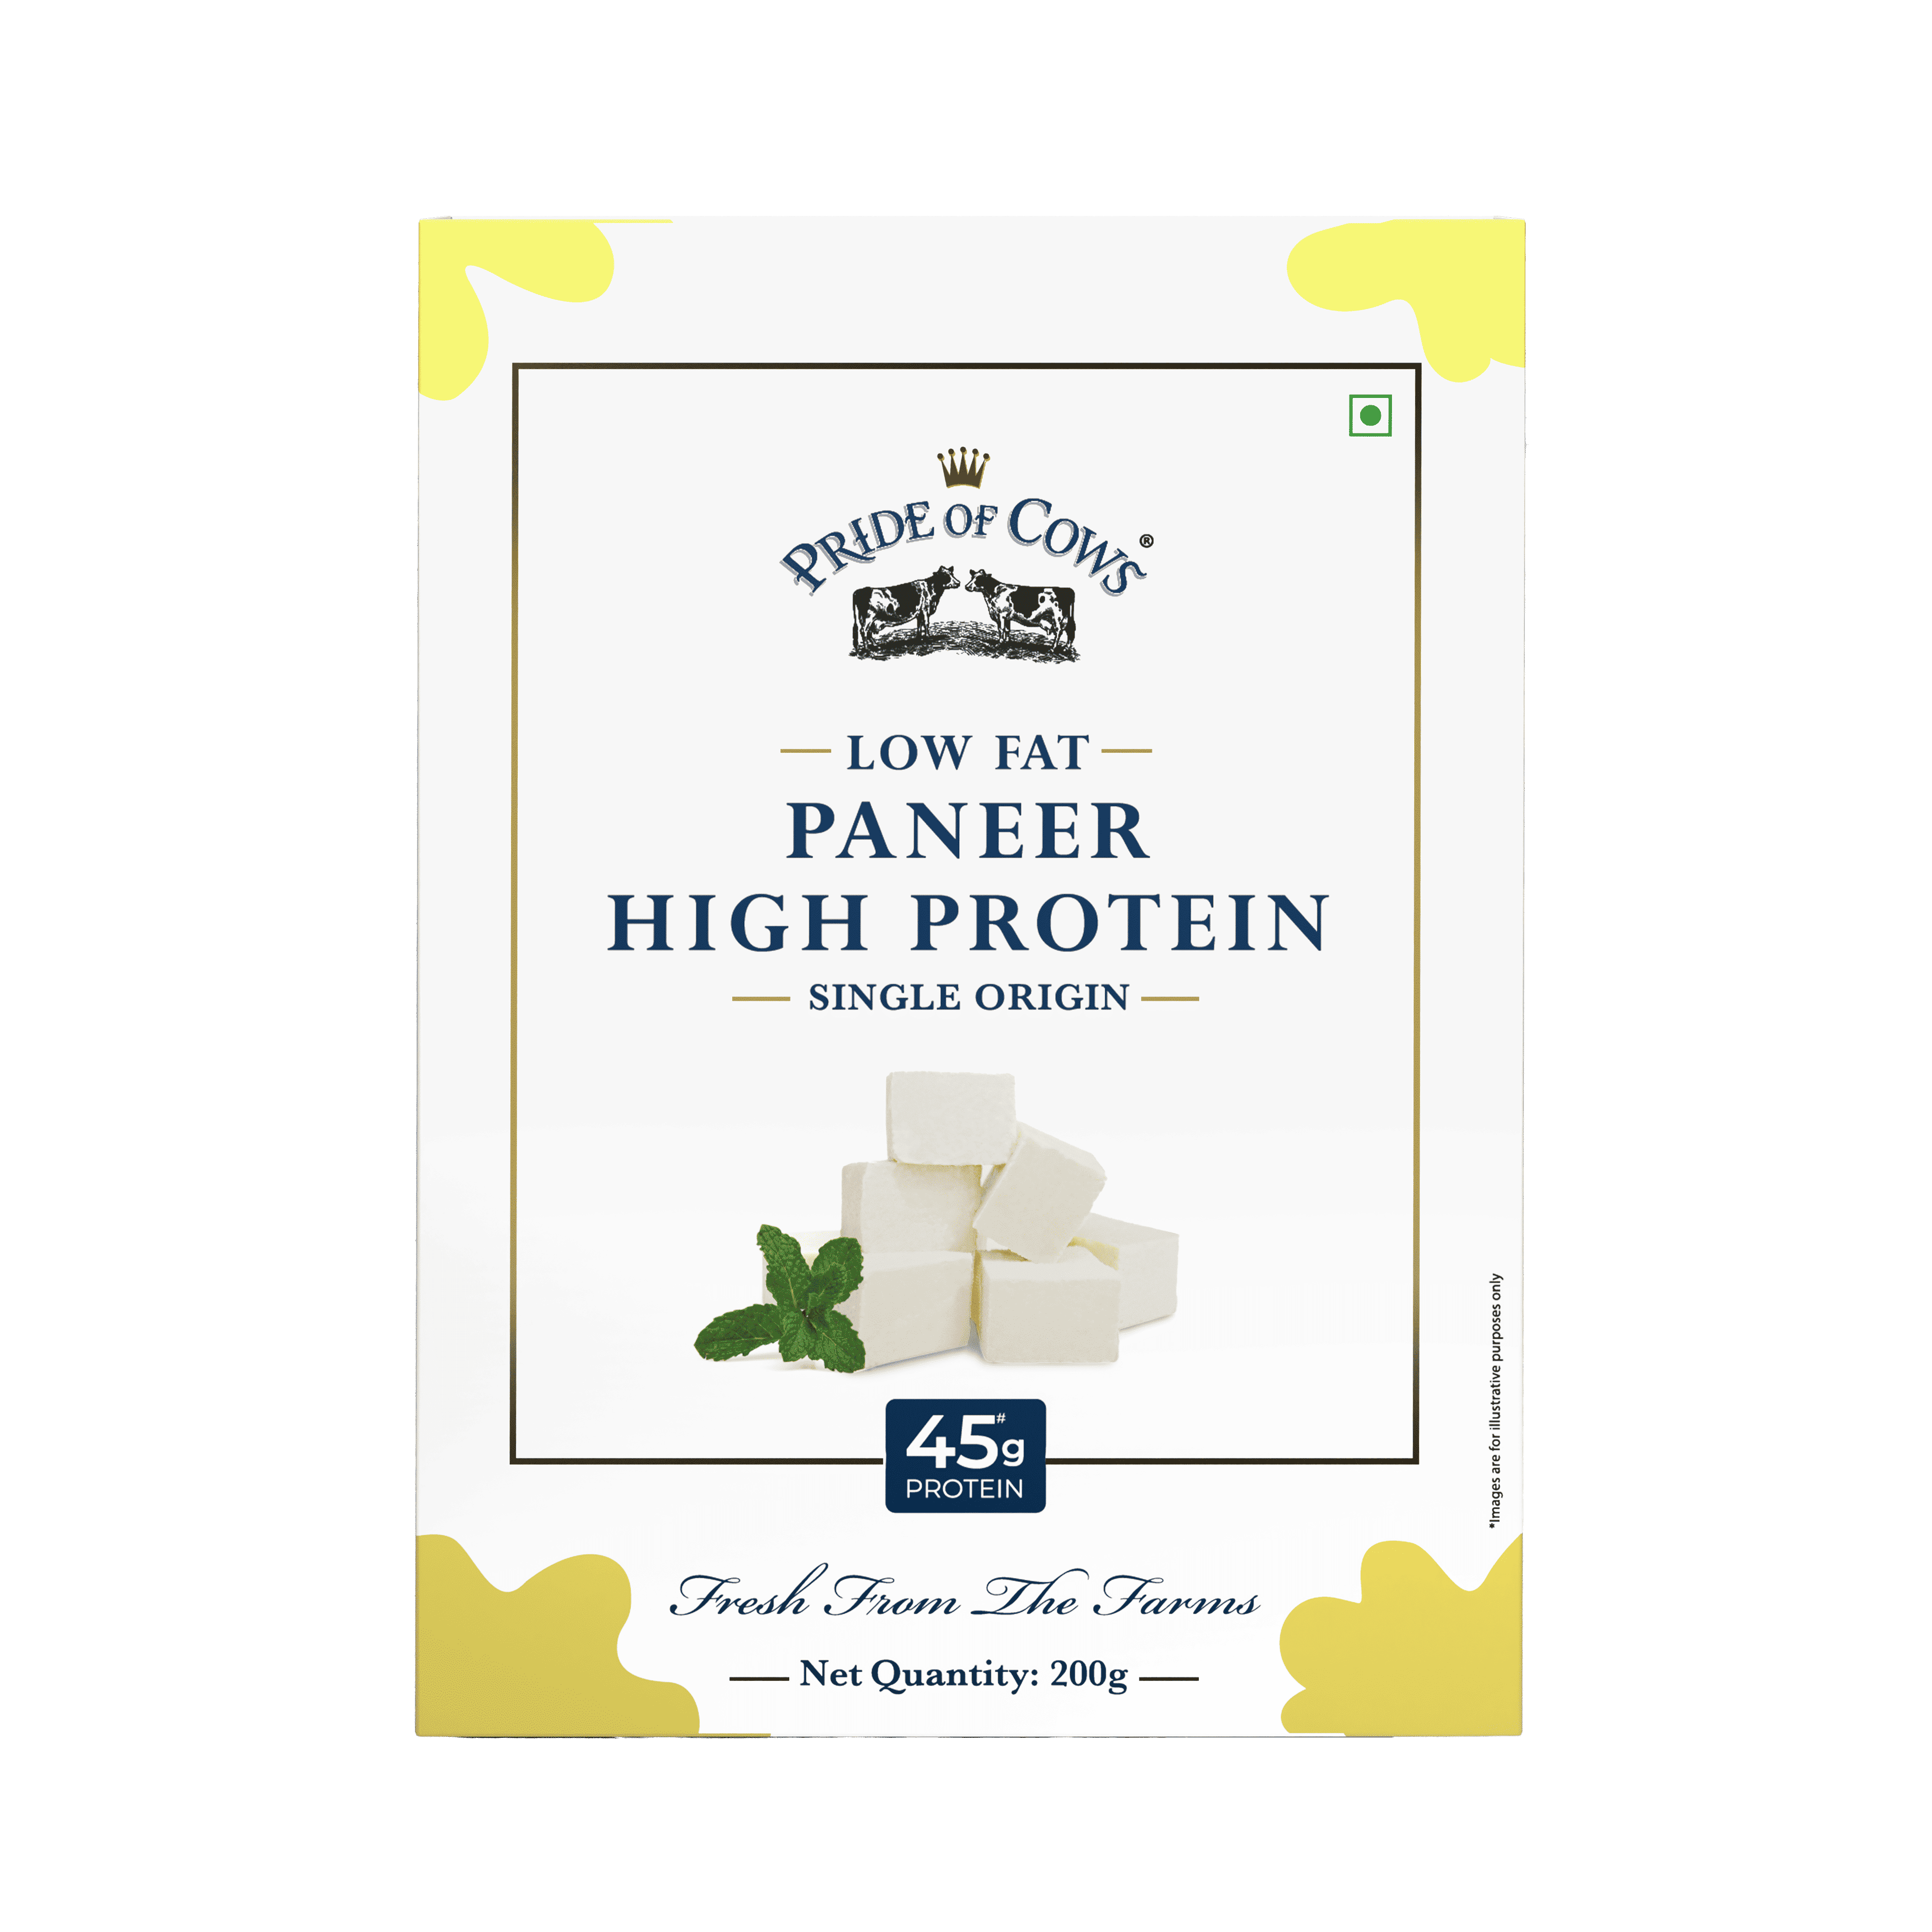 PRIDE OF COWS®
LOW FAT
PANEER
HIGH PROTEIN
SINGLE ORIGIN
45#g
PROTEIN
*Images are for illustrative purposes only
Fresh From The Farms
Net Quantity: 200g